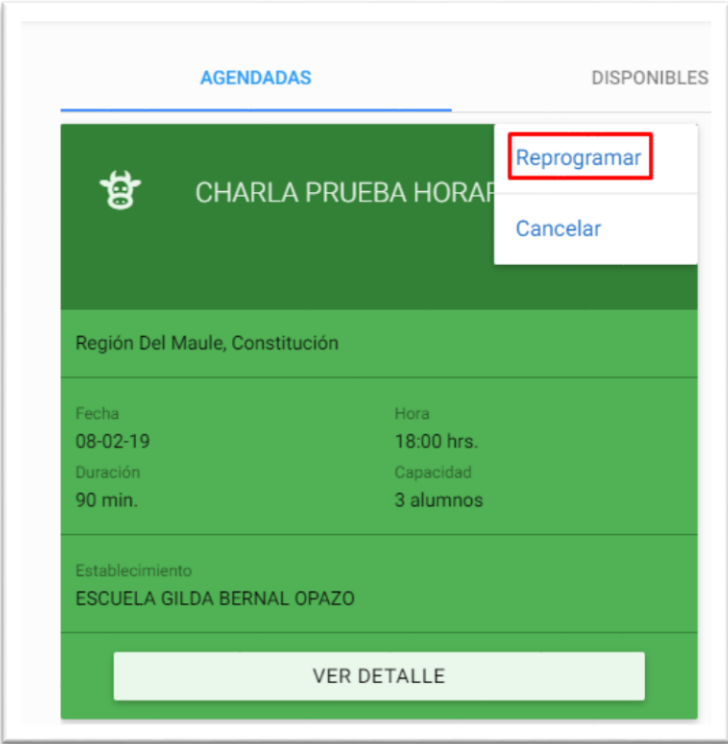 AGENDADAS
DISPONIBLES
Reprogramar
CHARLA PRUEBA
Cancelar
Región Del Maule, Constitución
Fecha
Hora
08-02-19
18:00 hrs.
Duración
Capacidad
90 min.
3 alumnos
Establecimiento
ESCUELA GILDA BERNAL OPAZO
VER DETALLE